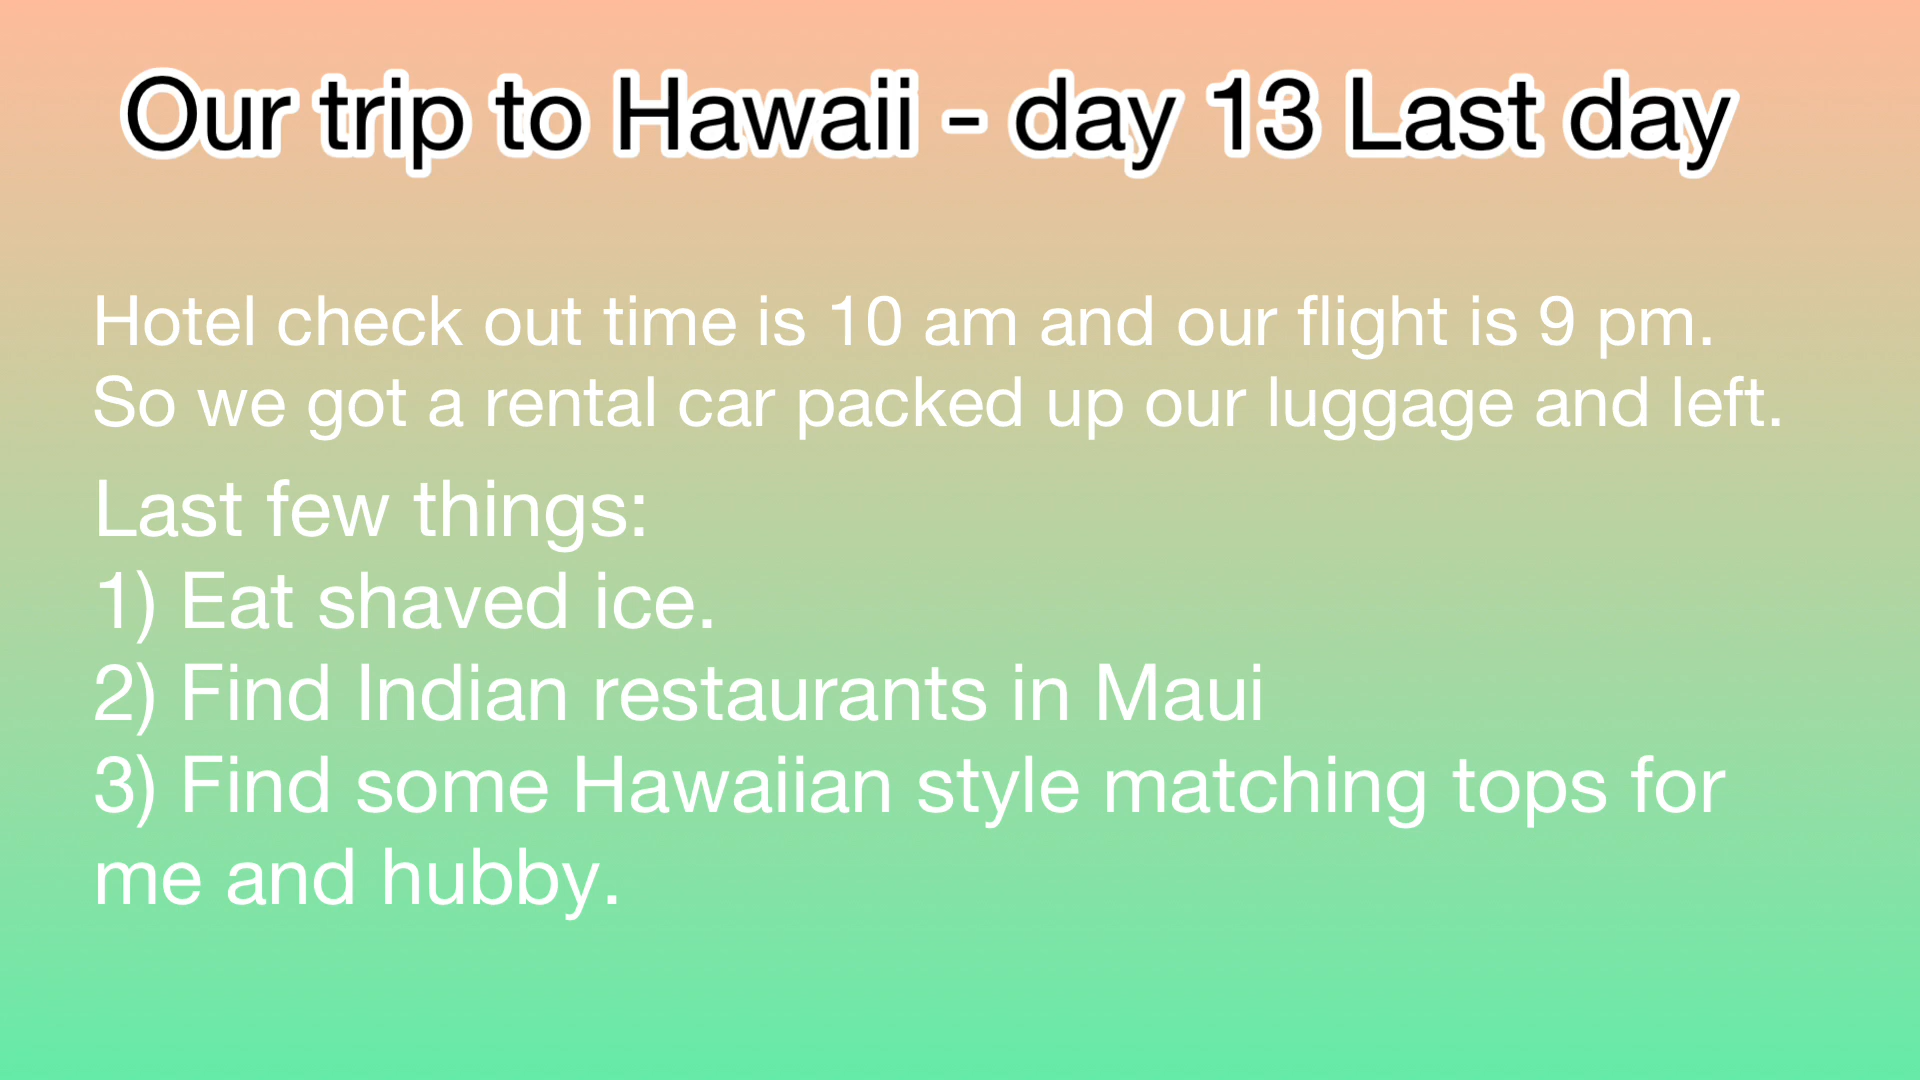 Our trip to Hawaii - day 13 Last day
Hotel check out time is 10 am and our flight is 9 pm.
So we got a rental car packed up our luggage and left.
Last few things:
1) Eat shaved ice.
2) Find Indian restaurants in Maui
3) Find some Hawaiian style matching tops for
me and hubby.